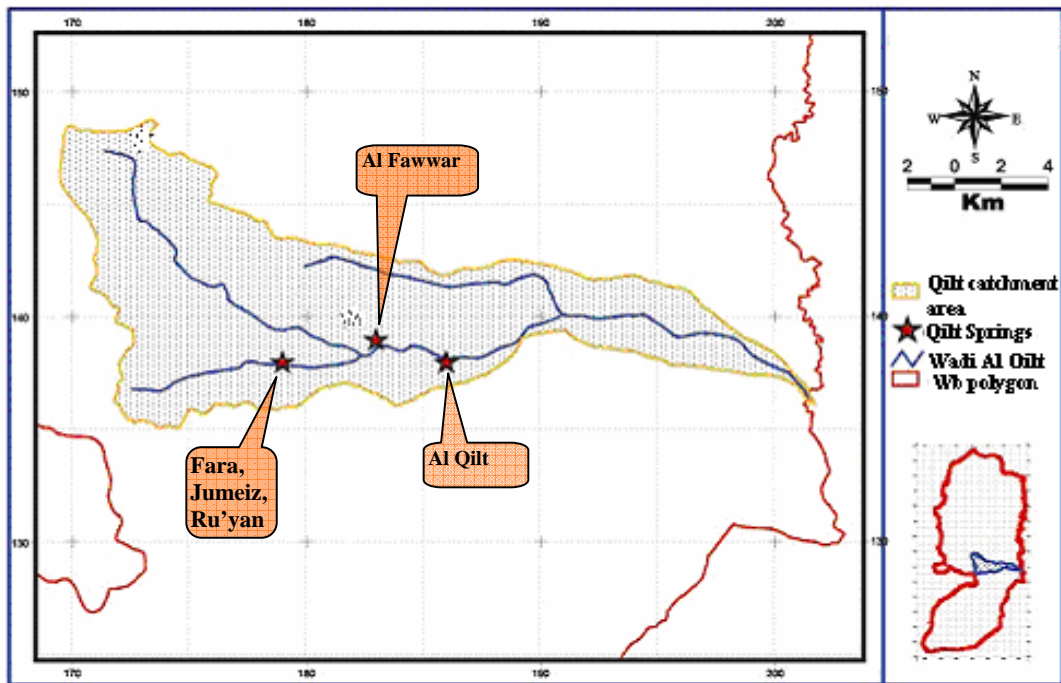 170 180 190 200
150 150
140 140
130 130
170 180 190 200
Al Fawwar
Fara,
Jumeiz,
Ru'yan
Al Qilt
N
W E
S
2 0 2 4
Km
Qilt catchment
area
Qilt Springs
Wadi Al Qilt
Wb polygon